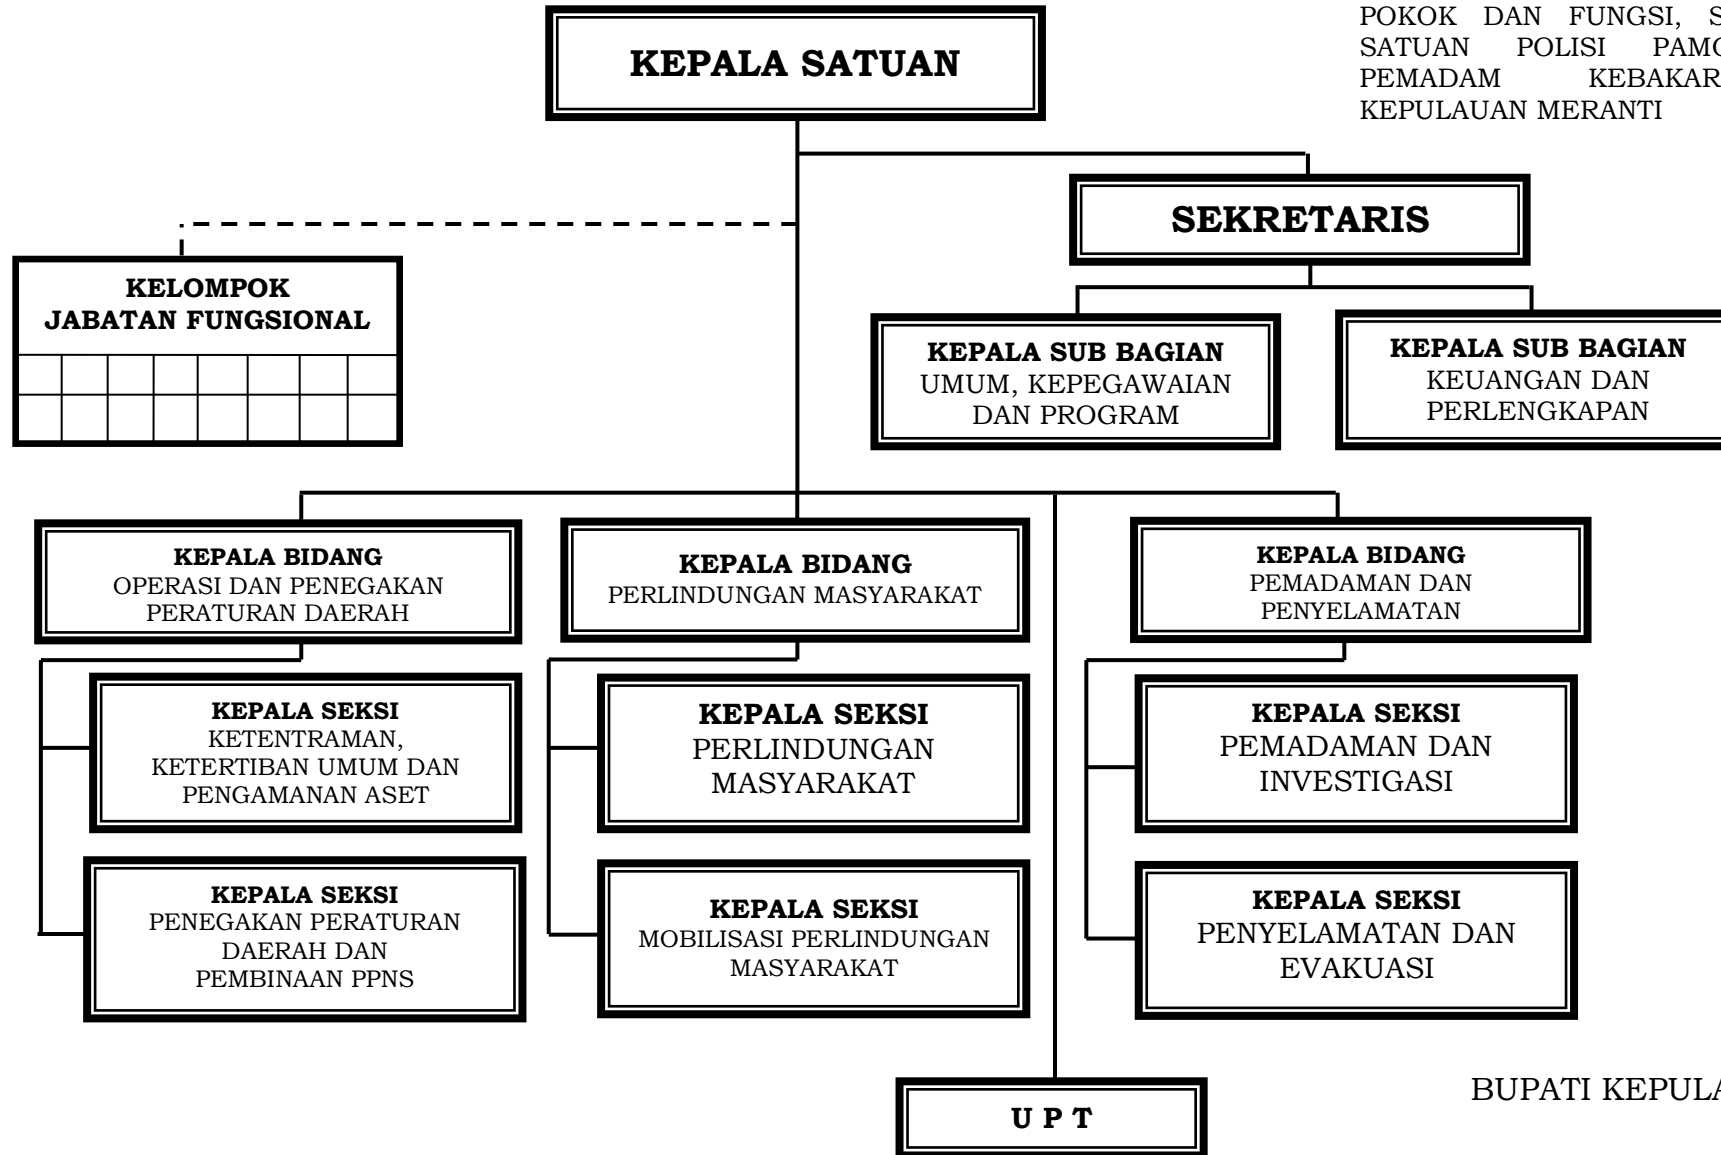 POKOK DAN FUNGSI,
SATUAN POLISI
PEMADAM
KEPULAUAN MERANTI
KEPALA SATUAN
SEKRETARIS
KELOMPOK
JABATAN FUNGSIONAL
KEPALA SUB BAGIAN
UMUM, KEPEGAWAIAN
DAN PROGRAM
KEPALA SUB BAGIAN
KEUANGAN DAN
PERLENGKAPAN
KEPALA BIDANG
OPERASI DAN PENEGAKAN
PERATURAN DAERAH
KEPALA BIDANG
PERLINDUNGAN MASYARAKAT
KEPALA BIDANG
PEMADAMAN DAN
PENYELAMATAN
KEPALA SEKSI
KETENTRAMAN,
KETERTIBAN UMUM DAN
PENGAMANAN ASET
KEPALA SEKSI
PERLINDUNGAN
MASYARAKAT
KEPALA SEKSI
PEMADAMAN DAN
INVESTIGASI
KEPALA SEKSI
PENEGAKAN PERATURAN
DAERAH DAN
PEMBINAAN PPNS
KEPALA SEKSI
MOBILISASI PERLINDUNGAN
MASYARAKAT
KEPALA SEKSI
PENYELAMATAN DAN
EVAKUASI
U P T
BUPATI